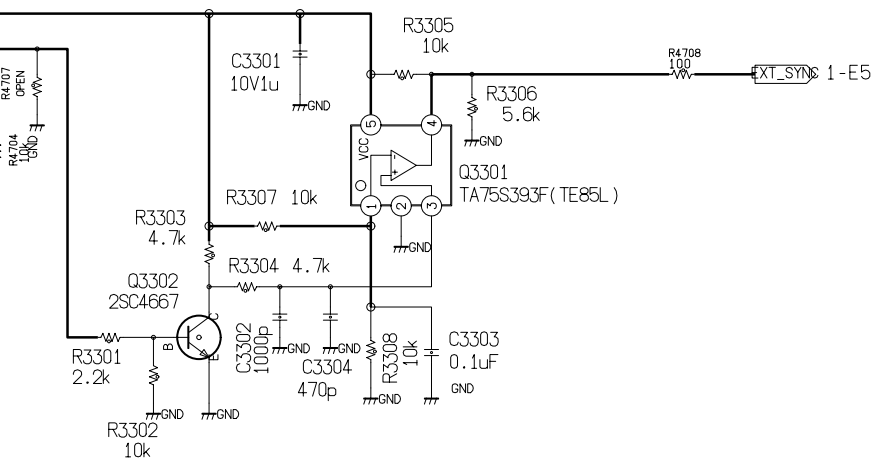 R3305
10k
C3301
10V1u
GND
R4708
100
EXT_SYNC
1-E5
R4707
OPEN
R4704
10k
GND
R3306
5.6k
GND
5
4
VCC
-
+
Q3301
TA75S393F(TE85L)
1
2
3
R3307 10k
R3303
4.7k
GND
R3304 4.7k
Q3302
2SC4667
C
B
E
R3301
2.2k
C3302
1000p
GND
GND
C3304
470p
R3308
10k
C3303
0.1uF
GND
GND
GND
GND
R3302
10k